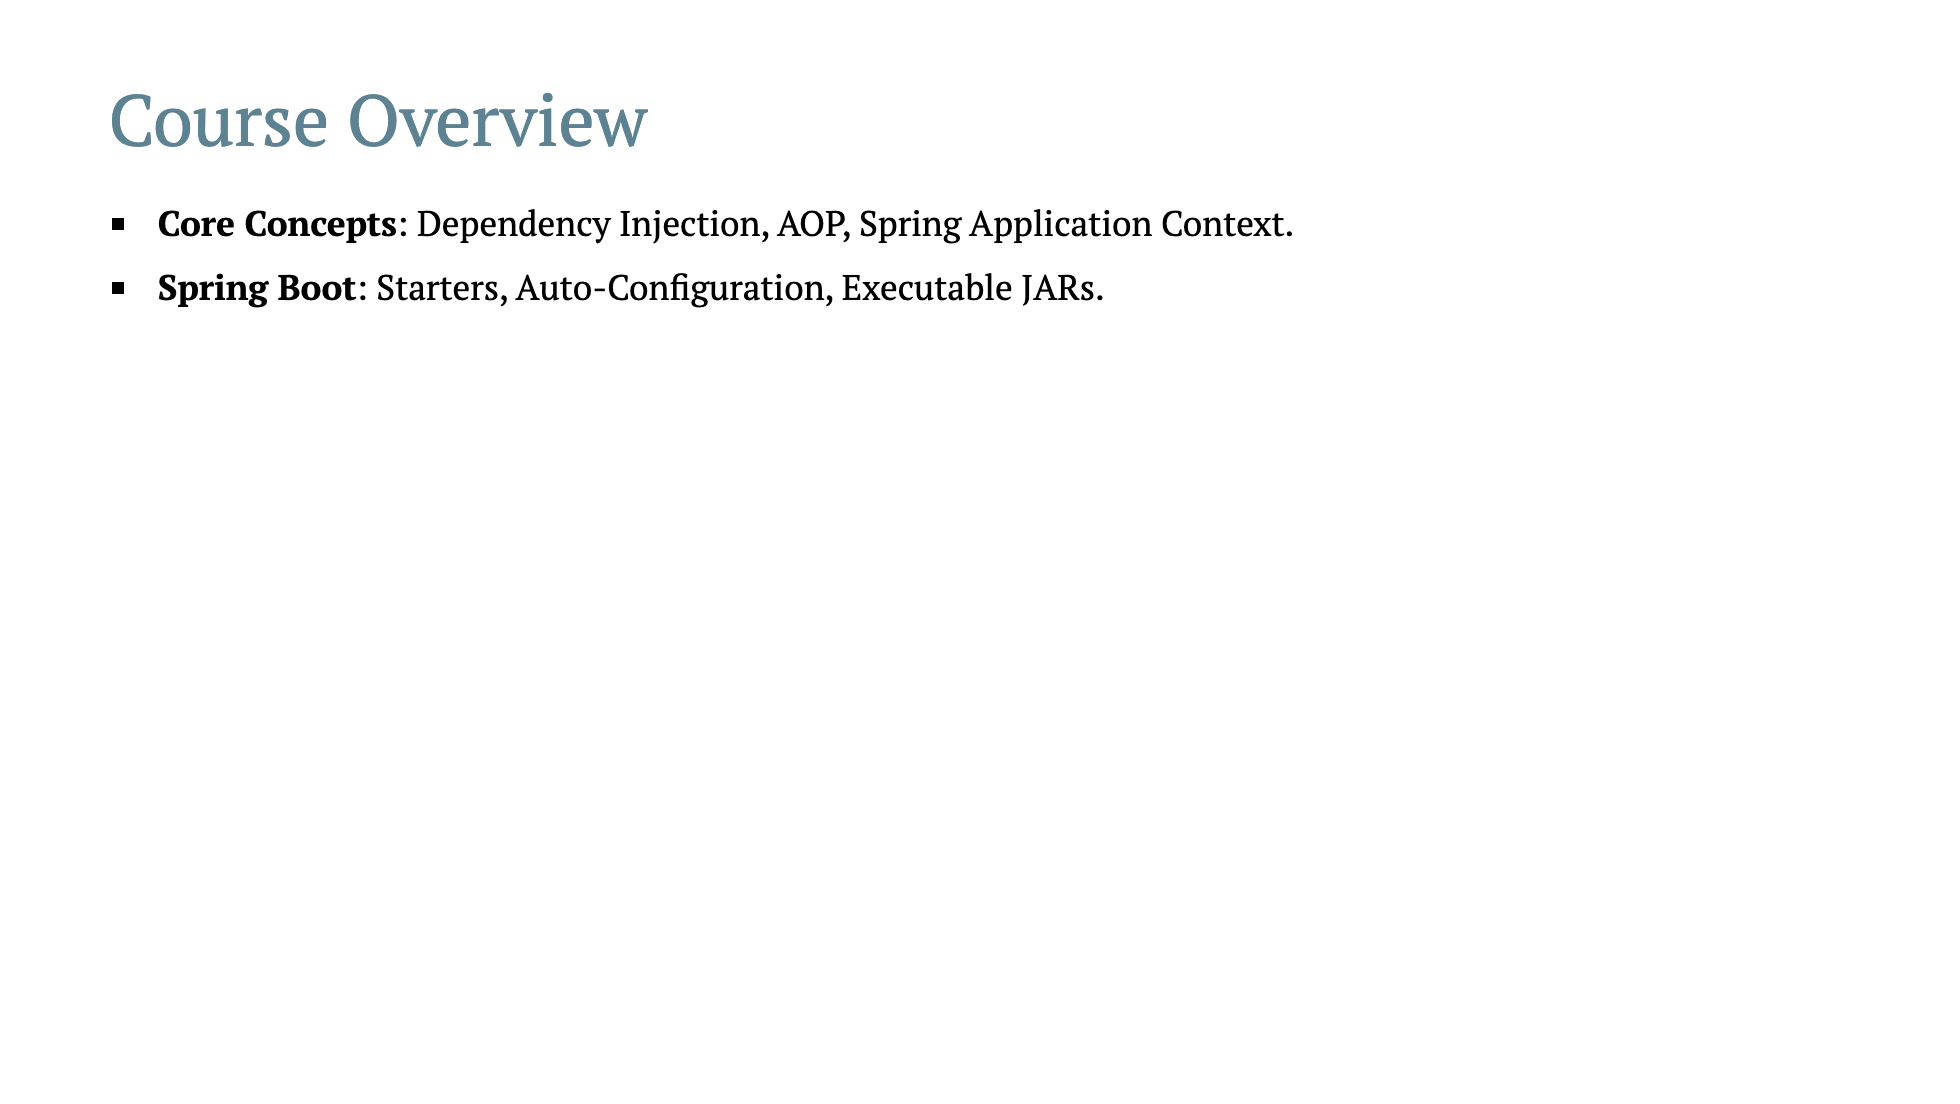 Course Overview
▪ Core Concepts: Dependency Injection, AOP, Spring Application Context.
▪ Spring Boot: Starters, Auto-Configuration, Executable JARs.